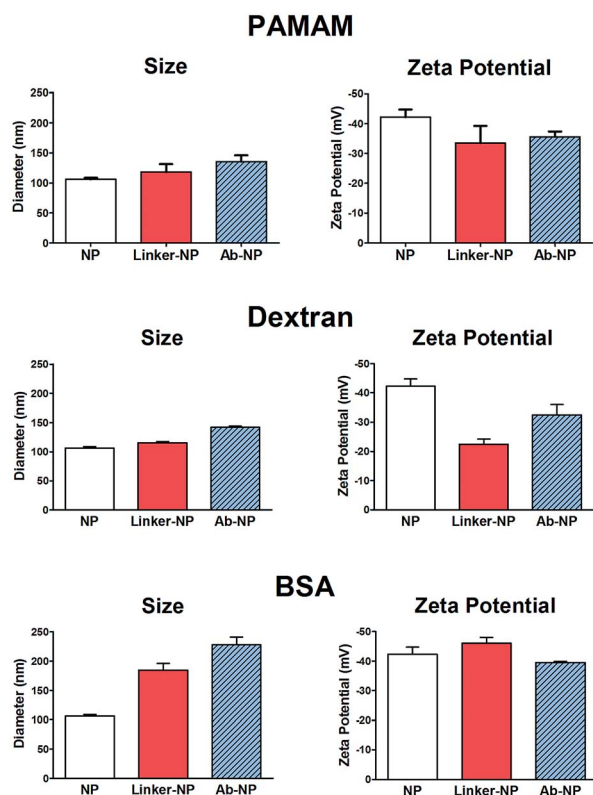 PAMAM
Size
Zeta Potential
Diameter (nm)
250
200
150
100
50
0
NP Linker-NP Ab-NP
Zeta Potential (mV)
-50
-40
-30
-20
-10
0
NP Linker-NP Ab-NP
Dextran
Size
Zeta Potential
Diameter (nm)
250
200
150
100
50
0
NP Linker-NP Ab-NP
Zeta Potential (mV)
-50
-40
-30
-20
-10
0
NP Linker-NP Ab-NP
BSA
Size
Zeta Potential
Diameter (nm)
250
200
150
100
50
0
NP Linker-NP Ab-NP
Zeta Potential (mV)
-50
-40
-30
-20
-10
0
NP Linker-NP Ab-NP